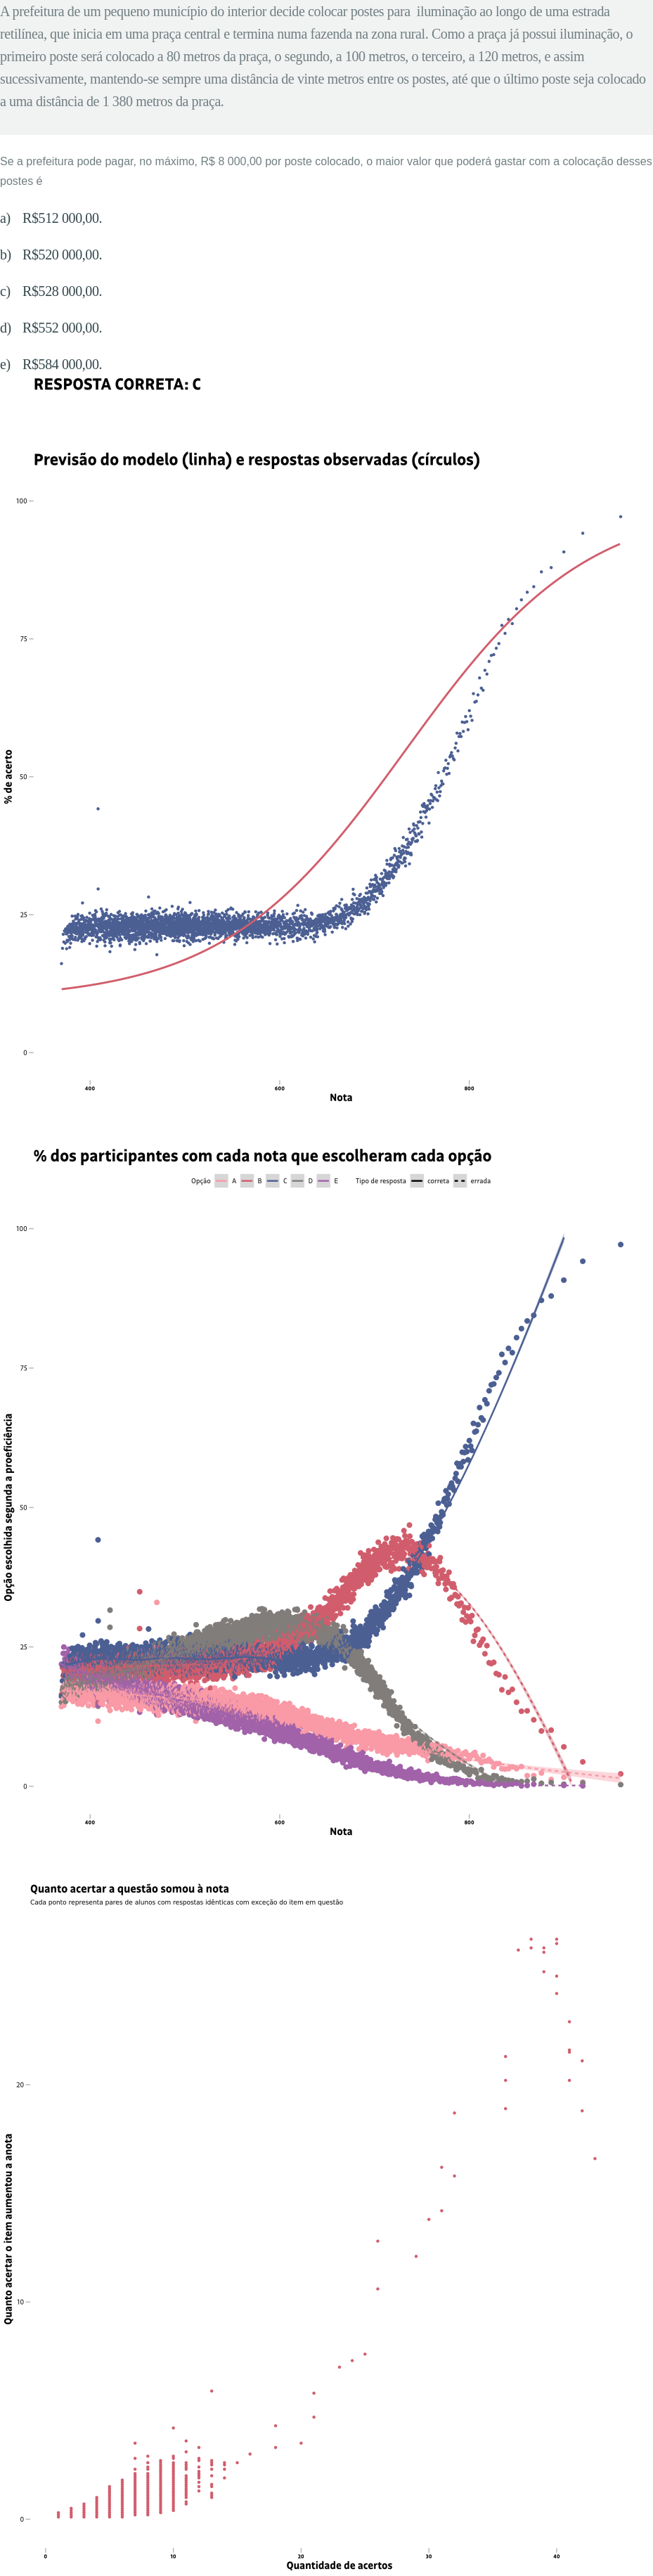 A prefeitura de um pequeno município do interior decide colocar postes para iluminação ao longo de uma estrada
retilínea, que inicia em uma praça central e termina numa fazenda na zona rural. Como a praça já possui iluminação, o
primeiro poste será colocado a 80 metros da praça, o segundo, a 100 metros, o terceiro, a 120 metros, e assim
sucessivamente, mantendo-se sempre uma distância de vinte metros entre os postes, até que o último poste seja colocado
a uma distância de 1 380 metros da praça.
Se a prefeitura pode pagar, no máximo, R$ 8 000,00 por poste colocado, o maior valor que poderá gastar com a colocação desses
postes é
a) R$512 000,00.
b) R$520 000,00.
c) R$528 000,00.
d) R$552 000,00.
e) R$584 000,00.
RESPOSTA CORRETA: C
Previsão do modelo (linha) e respostas observadas (círculos)
100
75
50
25
0
% de acerto
400 600 800
Nota
% dos participantes com cada nota que escolheram cada opção
Opção A B C D E Tipo de resposta correta errada
100
75
50
25
0
Opção escolhida segunda a proeficiência
400 600 800
Nota
Quanto acertar a questão somou à nota
Cada ponto representa pares de alunos com respostas idênticas com exceção do item em questão
20
10
0
Quanto acertar o item aumentou a anota
0 10 20 30 40
Quantidade de acertos